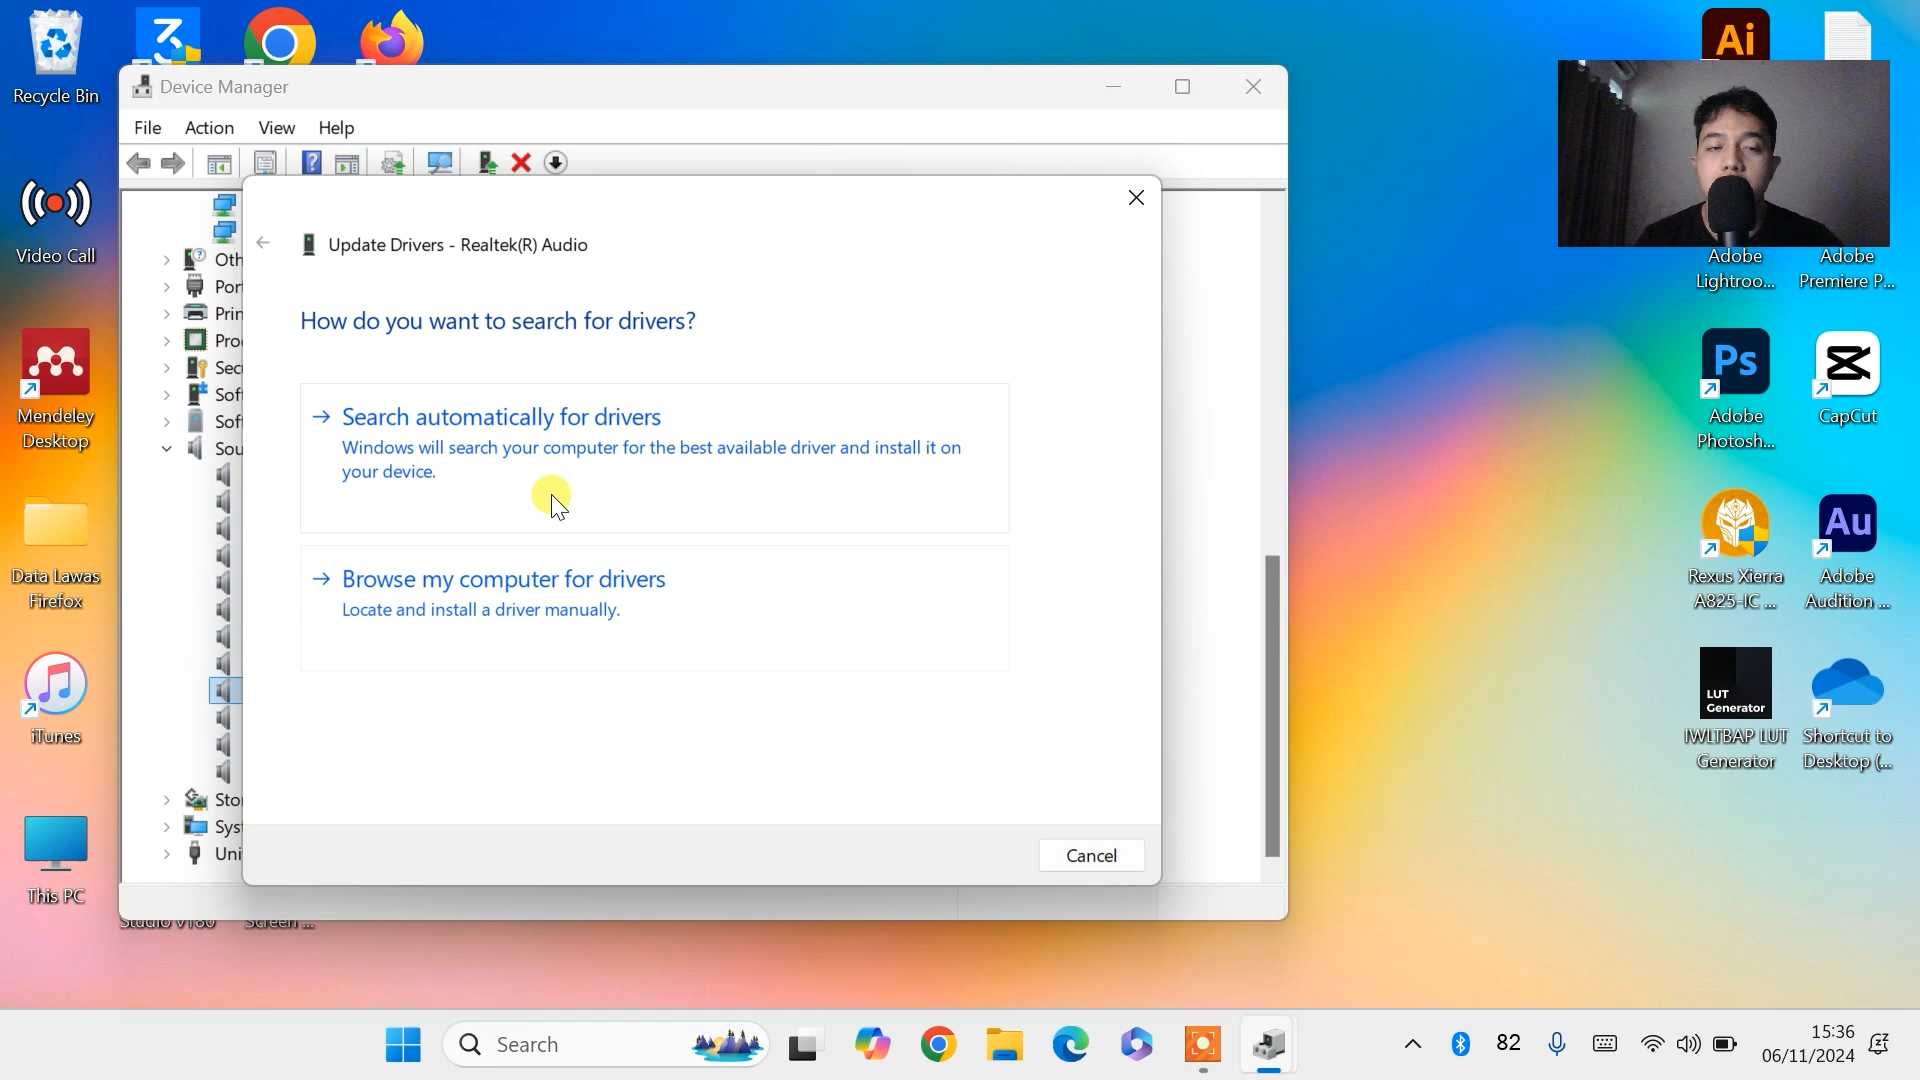 Recycle Bin
3
Ai
Device Manager
File Action View Help
Video Call
Adobe
Lightroo...
Adobe
Premiere P...
Update Drivers - Realtek(R) Audio
How do you want to search for drivers?
Search automatically for drivers
Windows will search your computer for the best available driver and install it on
your device.
Browse my computer for drivers
Locate and install a driver manually.
Cancel
Oth
Por
Prin
Pro
Sec
Sof
Sof
Sou
Sto
Sys
Uni
Mendeley
Desktop
Data Lawas
Firefox
iTunes
This PC
Studio V180
Screen ...
Ps
Adobe
Photosh...
CapCut
Rexus Xierra
A825-IC ...
Au
Adobe
Audition ...
LUT
Generator
IWLTBAP LUT
Generator
Shortcut to
Desktop (...
Search
82
15:36
06/11/2024